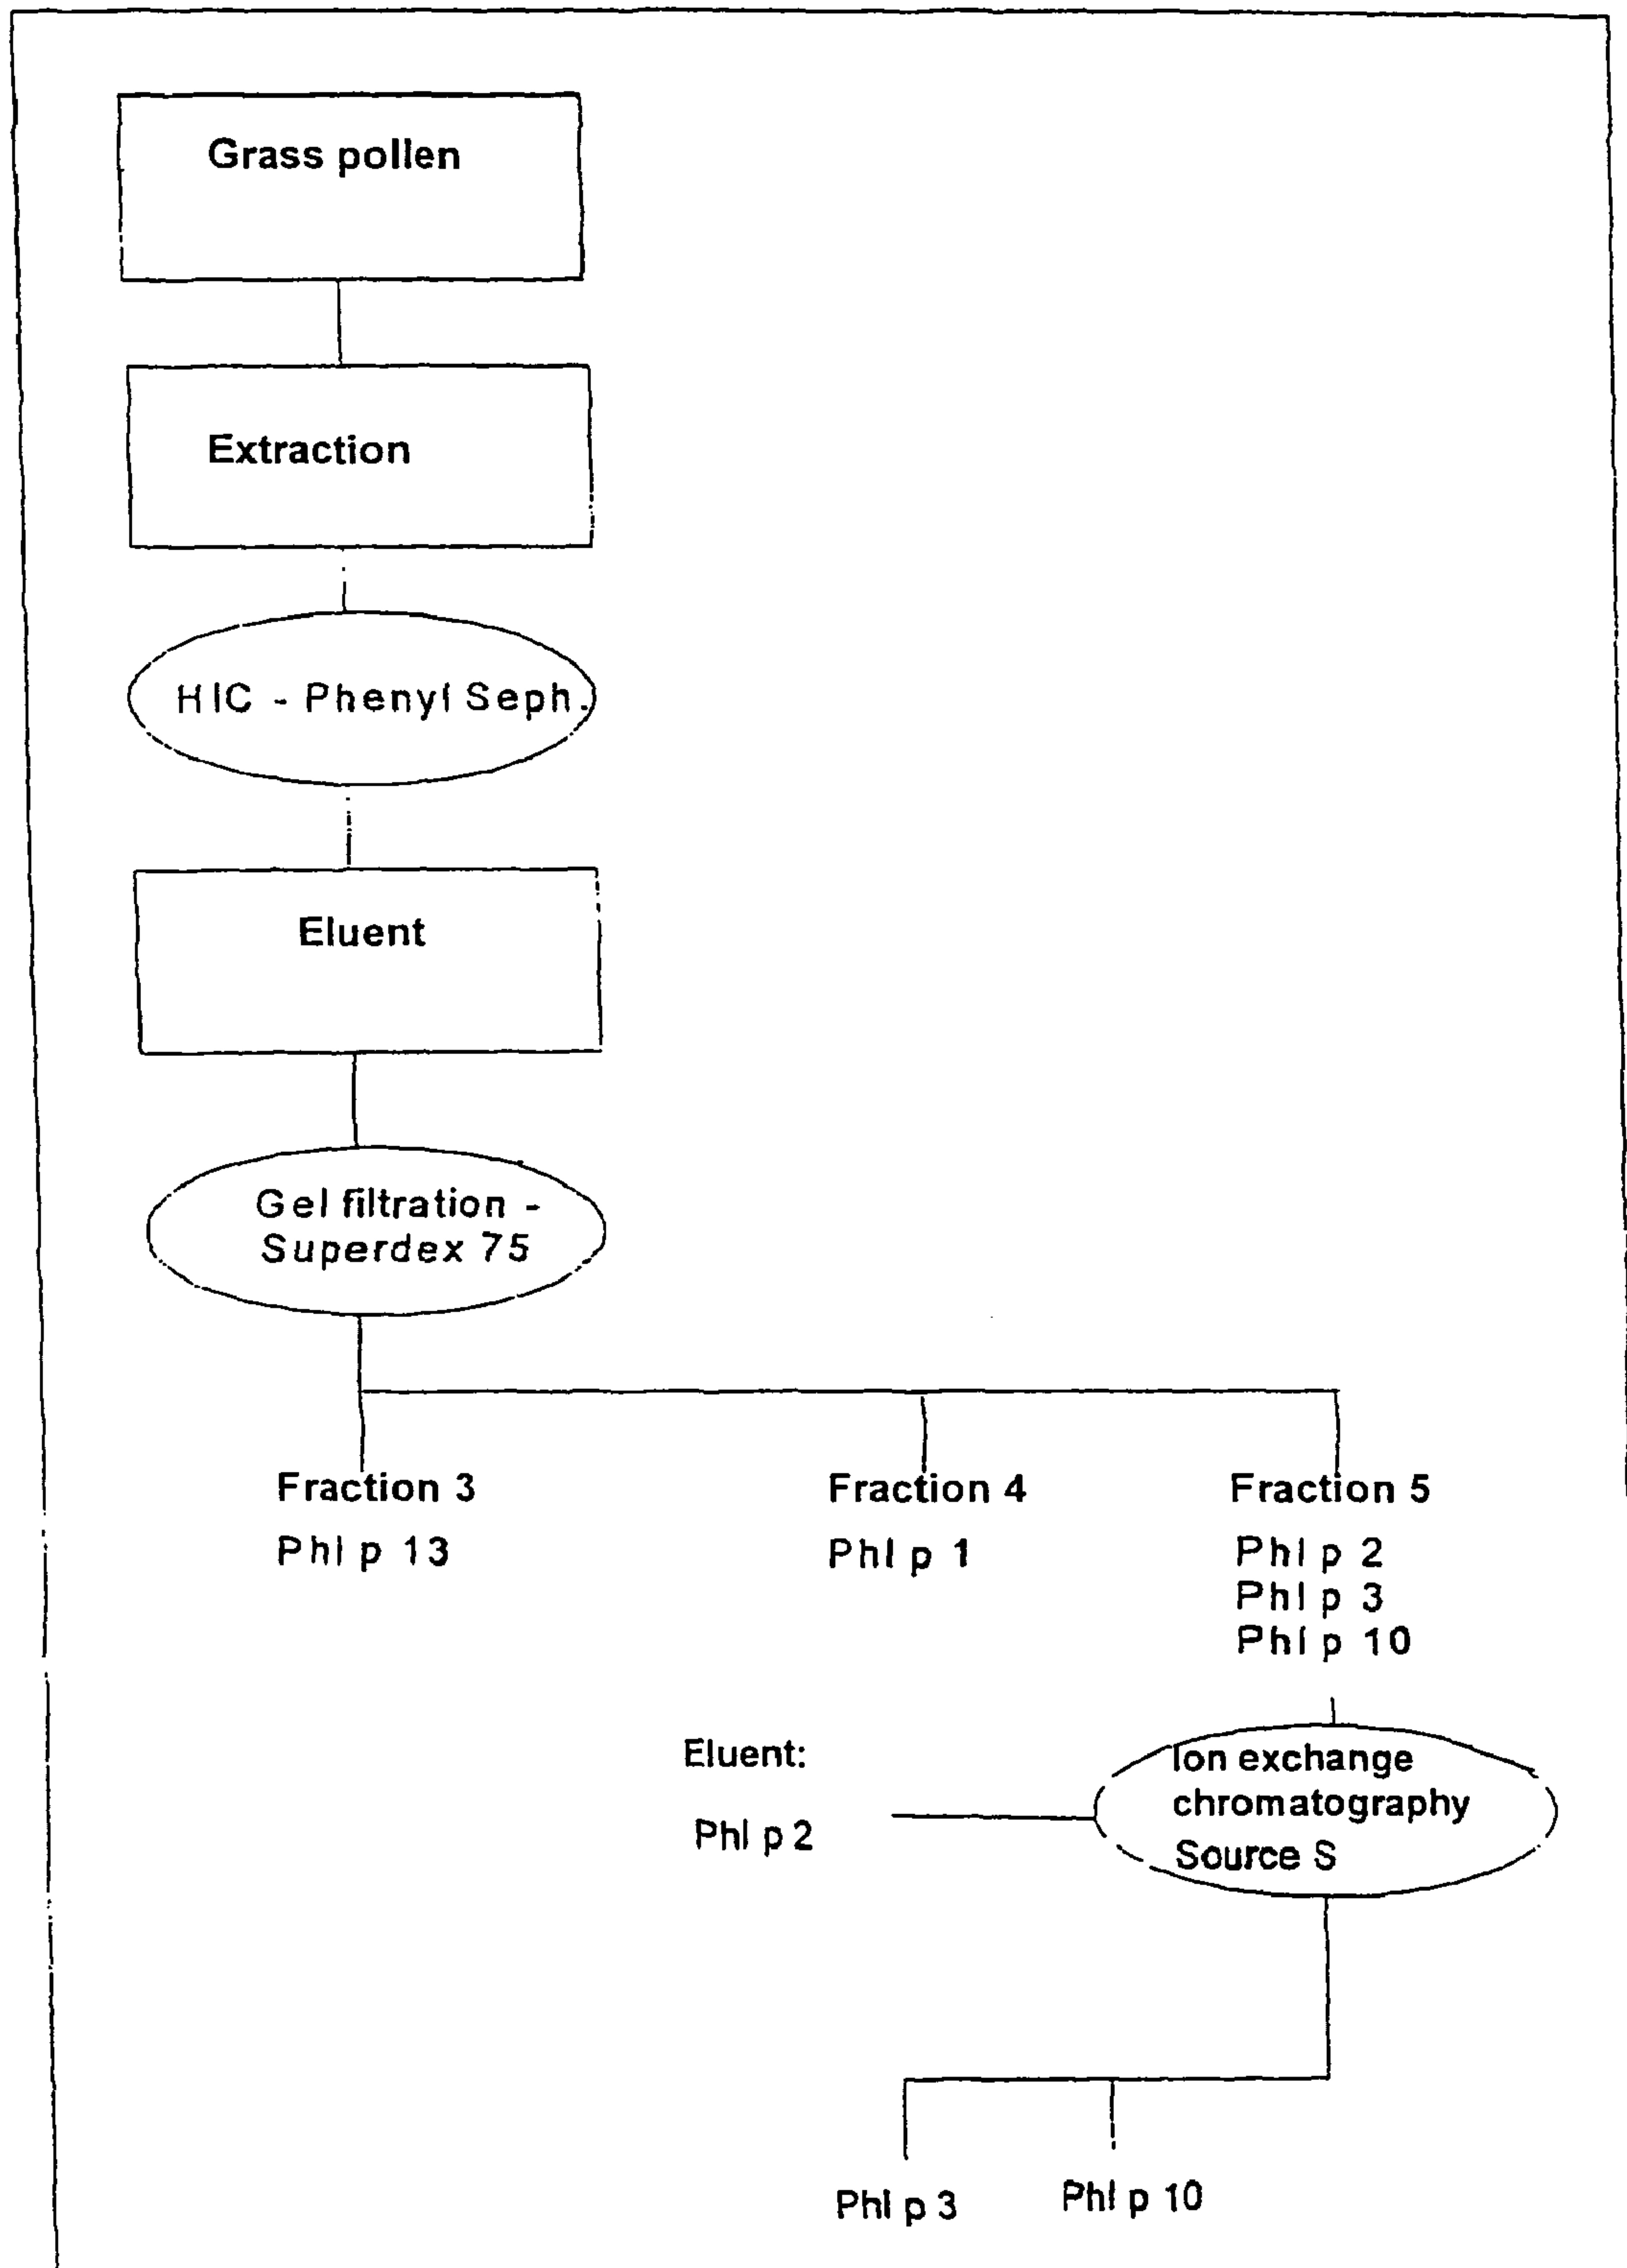 Grass pollen
Extraction
HIC - Phenyl Seph.
Eluent
Gel filtration -
Superdex 75
Fraction 3
Phl p 13
Fraction 4
Phl p 1
Fraction 5
Phl p 2
Phl p 3
Phl p 10
Eluent:
Phl p 2
Ion exchange
chromatography
Source S
Phl p 3
Phl p 10